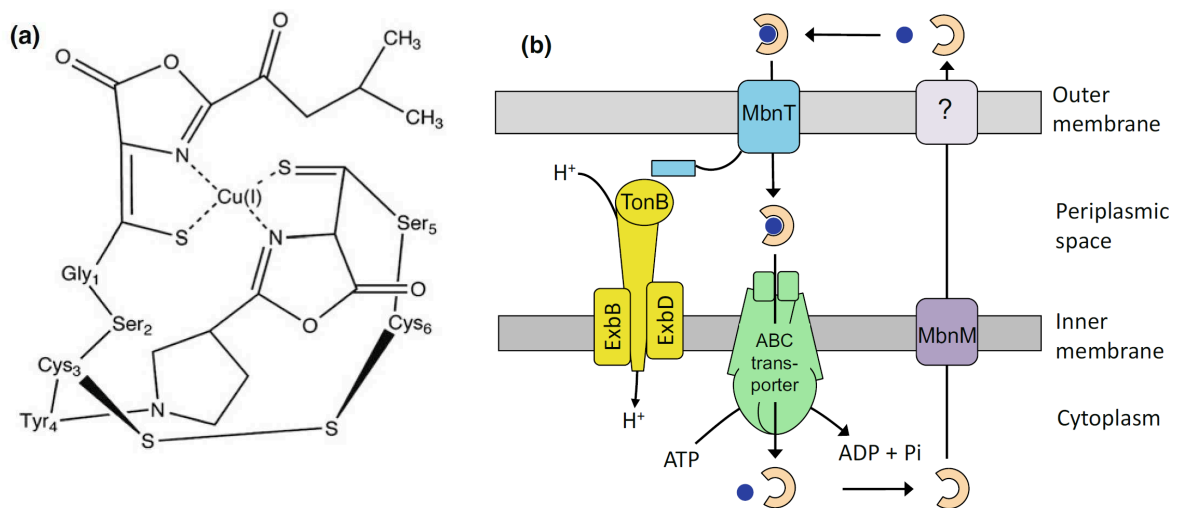 (a)
O
O
O
CH₃
CH₃
N
Cu(I)
S
S
N
Ser₅
Gly₁
O
O
Ser₂
Cys₆
Cys₃
N
Tyr₄
S
S
(b)
MbnT
?
Outer
membrane
H⁺
TonB
Periplasmic
space
ExbB
ExbD
ABC
trans-
porter
MbnM
Inner
membrane
H⁺
Cytoplasm
ATP
ADP + Pi